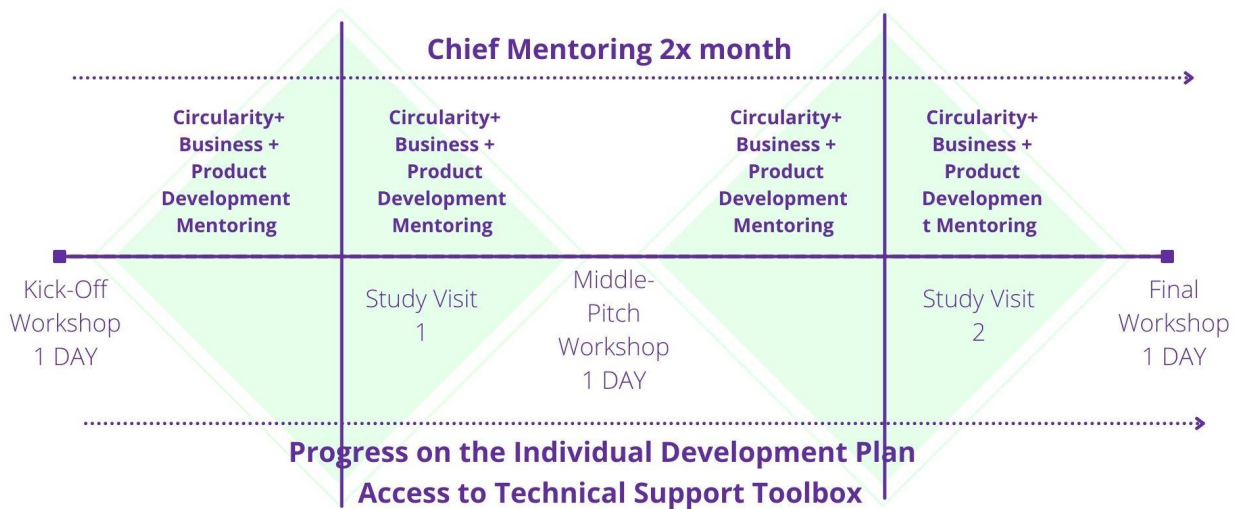 Chief Mentoring 2x month
Circularity+
Business +
Product
Development
Mentoring
Circularity+
Business +
Product
Development
Mentoring
Circularity+
Business +
Product
Development
Mentoring
Circularity+
Business +
Product
Developmen
t Mentoring
Kick-Off
Workshop
1 DAY
Study Visit
1
Middle-
Pitch
Workshop
1 DAY
Study Visit
2
Final
Workshop
1 DAY
Progress on the Individual Development Plan
Access to Technical Support Toolbox